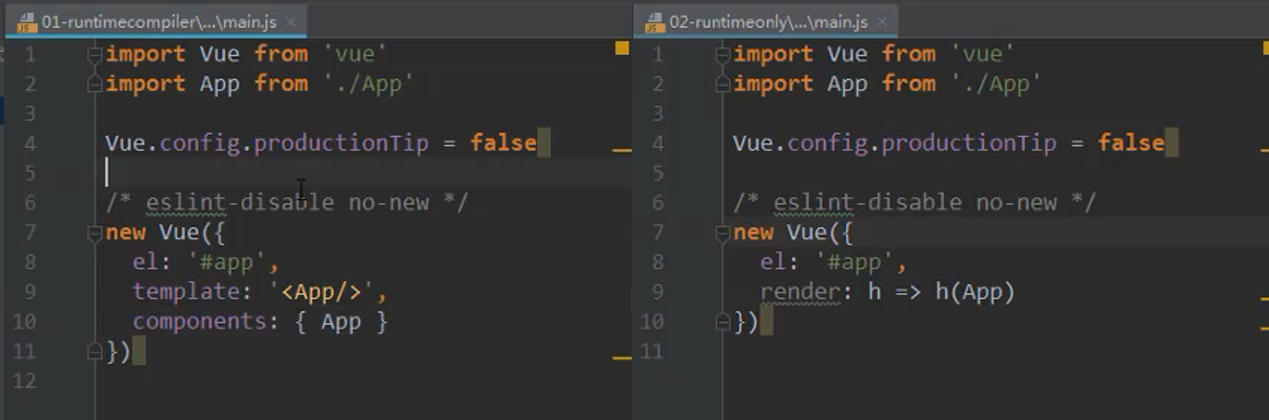 01-runtimecompiler\...\main.js
1 import Vue from 'vue'
2 import App from './App'
3
4 Vue.config.productionTip = false
5
6 /* eslint-disable no-new */
7 new Vue({
8 el: '#app',
9 template: '<App/>',
10 components: { App }
11 })
12
02-runtimeonly\...\main.js
1 import Vue from 'vue'
2 import App from './App'
3
4 Vue.config.productionTip = false
5
6 /* eslint-disable no-new */
7 new Vue({
8 el: '#app',
9 render: h => h(App)
10 })
11